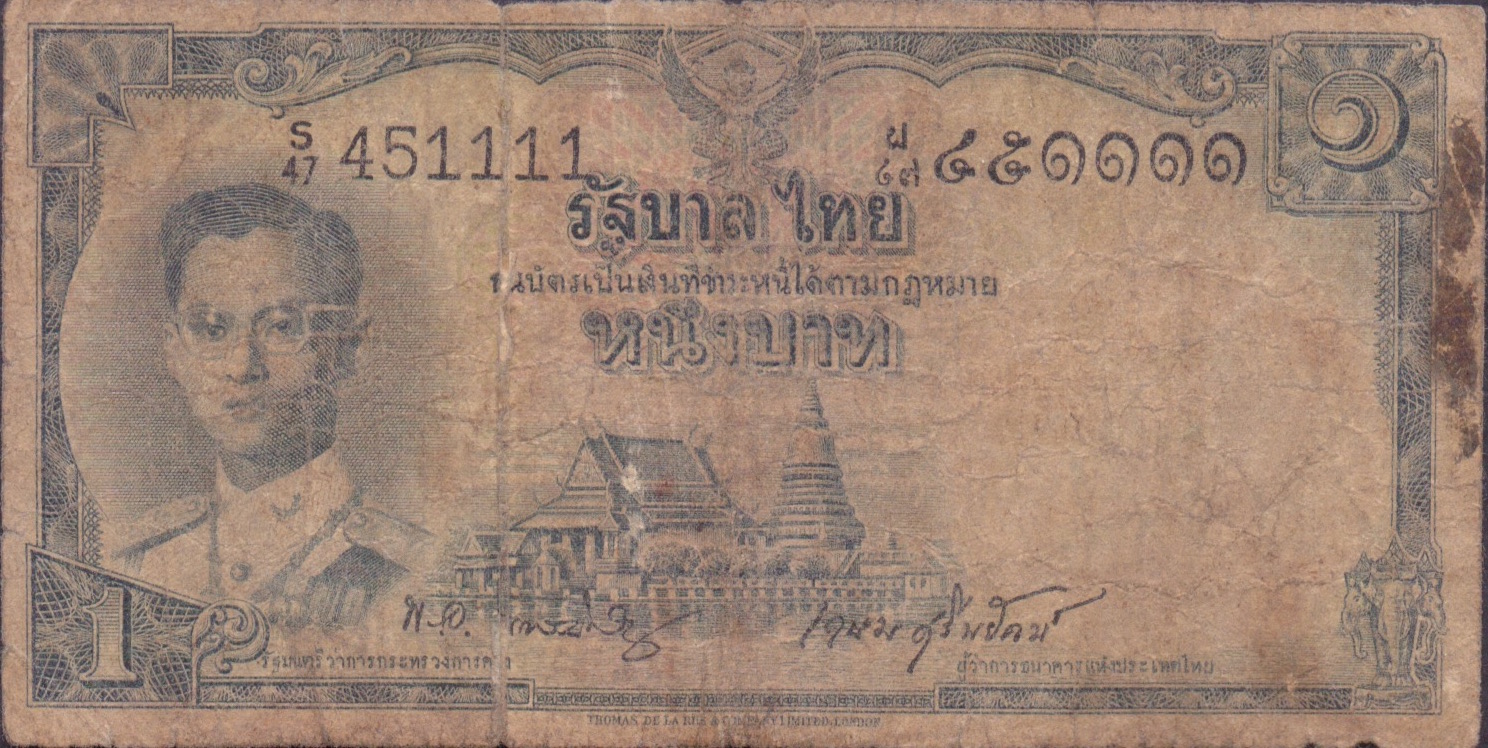 ๑
S
47 451111
ฝ
๔๗ ๔๕๑๑๑๑
รัฐบาลไทย
ธนบัตรเป็นเงินที่ชำระหนี้ได้ตามกฎหมาย
หนึ่งบาท
1 ๑
รัฐมนตรีว่าการกระทรวงการคลัง
ผู้ว่าการธนาคารแห่งประเทศไทย
THOMAS DE LA RUE & COMPANY LIMITED, LONDON